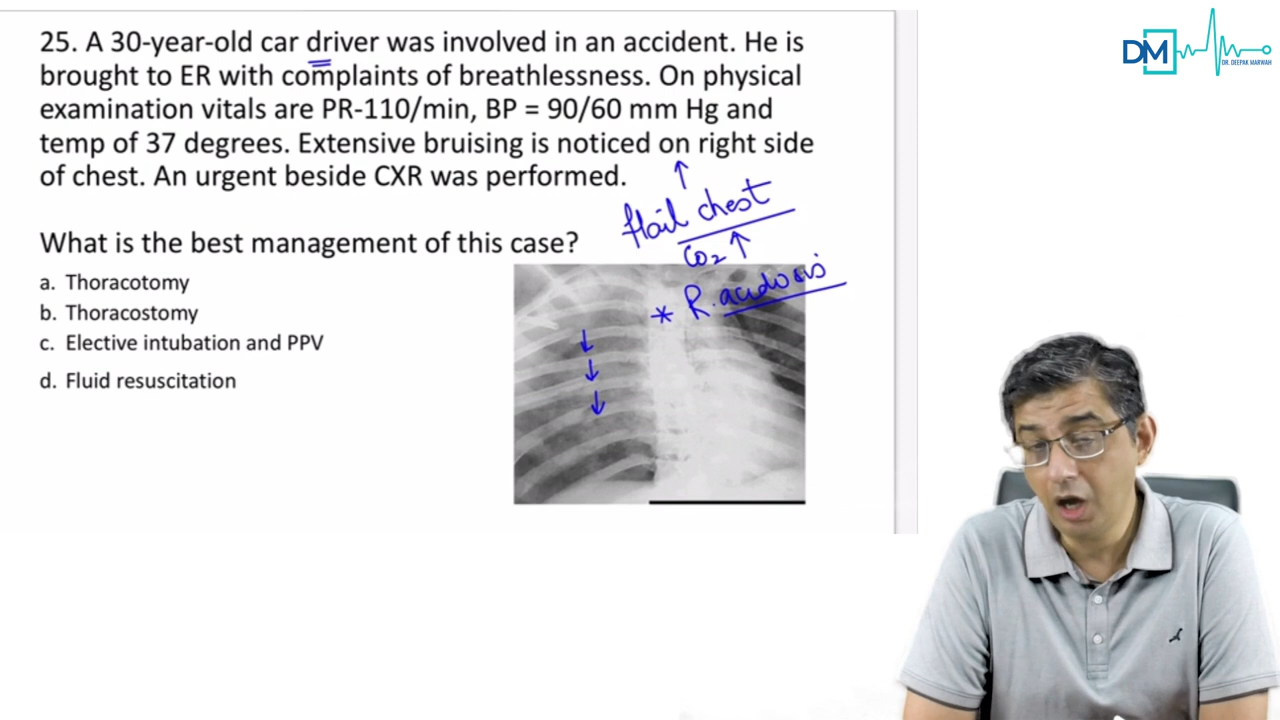 25. A 30-year-old car driver was involved in an accident. He is
brought to ER with complaints of breathlessness. On physical
examination vitals are PR-110/min, BP = 90/60 mm Hg and
temp of 37 degrees. Extensive bruising is noticed on right side
of chest. An urgent beside CXR was performed.
flail chest
CO₂ ↑
* R. acidosis
What is the best management of this case?
a. Thoracotomy
b. Thoracostomy
c. Elective intubation and PPV
d. Fluid resuscitation
DM
DR. DEEPAK MARWAH